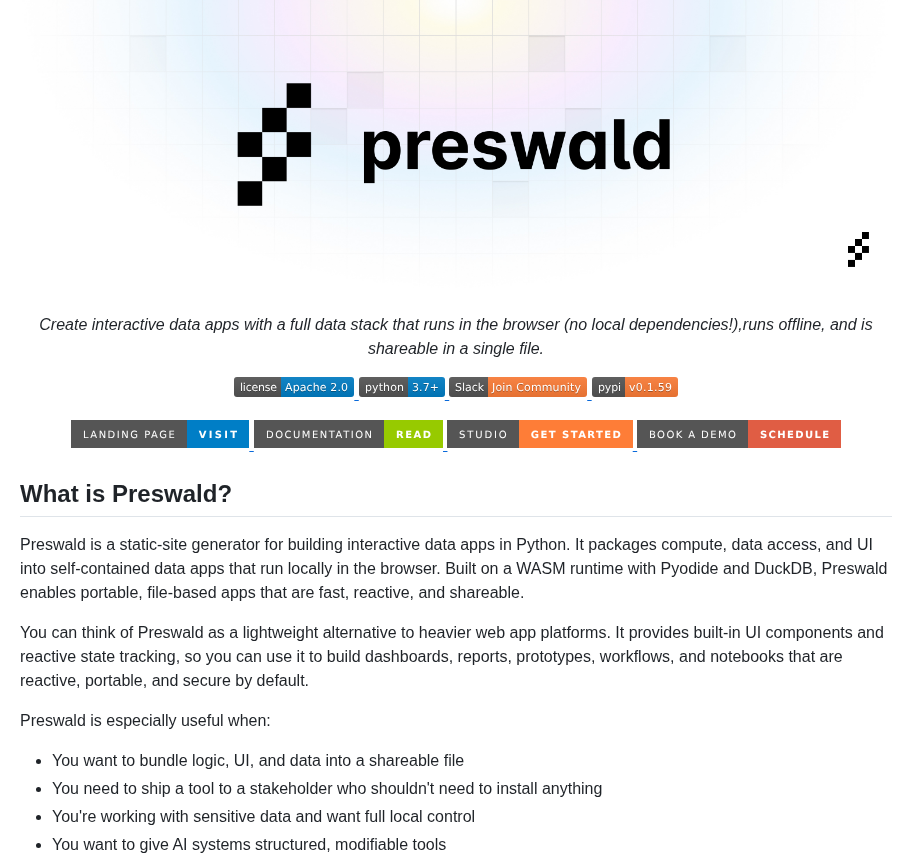 preswald
Create interactive data apps with a full data stack that runs in the browser (no local dependencies!),runs offline, and is
shareable in a single file.
license Apache 2.0 python 3.7+ Slack Join Community pypi v0.1.59
LANDING PAGE VISIT DOCUMENTATION READ STUDIO GET STARTED BOOK A DEMO SCHEDULE
What is Preswald?
Preswald is a static-site generator for building interactive data apps in Python. It packages compute, data access, and UI
into self-contained data apps that run locally in the browser. Built on a WASM runtime with Pyodide and DuckDB, Preswald
enables portable, file-based apps that are fast, reactive, and shareable.
You can think of Preswald as a lightweight alternative to heavier web app platforms. It provides built-in UI components and
reactive state tracking, so you can use it to build dashboards, reports, prototypes, workflows, and notebooks that are
reactive, portable, and secure by default.
Preswald is especially useful when:
• You want to bundle logic, UI, and data into a shareable file
• You need to ship a tool to a stakeholder who shouldn't need to install anything
• You're working with sensitive data and want full local control
• You want to give AI systems structured, modifiable tools